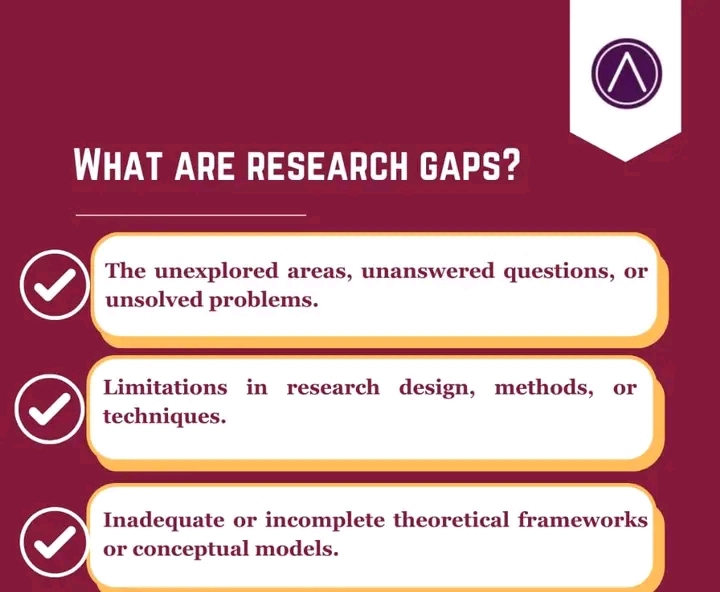 WHAT ARE RESEARCH GAPS?
The unexplored areas, unanswered questions, or
unsolved problems.
Limitations in research design, methods, or
techniques.
Inadequate or incomplete theoretical frameworks
or conceptual models.